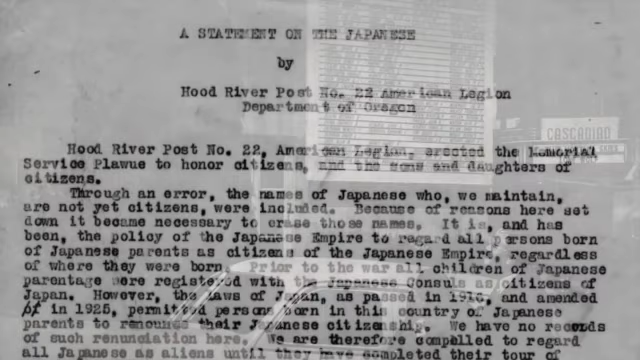 A STATEMENT ON THE JAPANESE
by
Hood River Post No. 22 American Legion
Department of Oregon
Hood River Post No. 22, American Legion, erected the Memorial
Service Plawue to honor citizens, and the sons and daughters of
citizens.
Through an error, the names of Japanese who, we maintain,
are not yet citizens, were included. Because of reasons here set
down it became necessary to erase those names. It is, and has
been, the policy of the Japanese Empire to regard all persons born
of Japanese parents as citizens of the Japanese Empire, regardless
of where they were born. Prior to the war all children of Japanese
parentage were registered with the Japanese Consul as citizens of
Japan. However, the laws of Japan, as passed in 1916, and amended
in 1925, permitted persons born in this country of Japanese
parents to renounce their Japanese citizenship. We have no records
of such renunciation here. We are therefore compelled to regard
all Japanese as aliens until they have completed their tour of